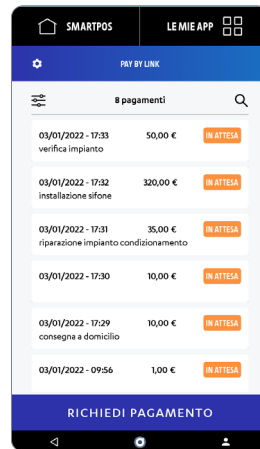 SMARTPOS LE MIE APP
PAY BY LINK
8 pagamenti
03/01/2022 - 17:33 50,00 € IN ATTESA
verifica impianto
03/01/2022 - 17:32 320,00 € IN ATTESA
installazione sifone
03/01/2022 - 17:31 35,00 € IN ATTESA
riparazione impianto condizionamento
03/01/2022 - 17:30 10,00 € IN ATTESA
03/01/2022 - 17:29 10,00 € IN ATTESA
consegna a domicilio
03/01/2022 - 09:56 1,00 € IN ATTESA
RICHIEDI PAGAMENTO